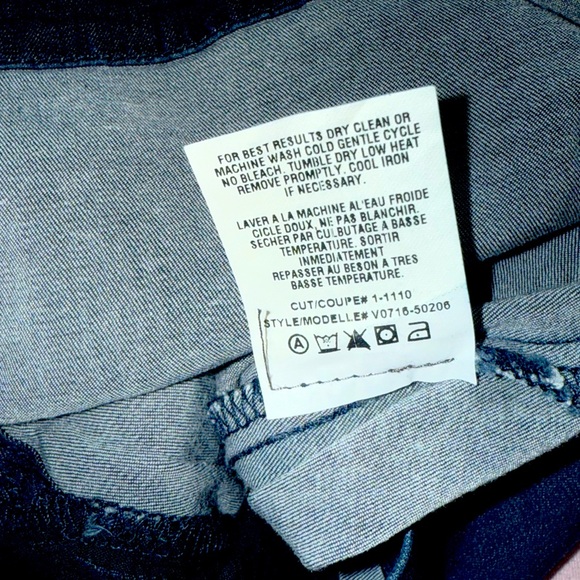 FOR BEST RESULTS DRY CLEAN OR
MACHINE WASH COLD GENTLE CYCLE
NO BLEACH. TUMBLE DRY LOW HEAT
REMOVE PROMPTLY. COOL IRON
IF NECESSARY.
LAVER A LA MACHINE AL'EAU FROIDE
CICLE DOUX, NE PAS BLANCHIR.
SECHER PAR CULBUTAGE A BASSE
TEMPERATURE. SORTIR
INMEDIATEMENT
REPASSER AU BESON A TRES
BASSE TEMPERATURE.
CUT/COUPE# 1-1110
STYLE/MODELLE# V0716-50206
A